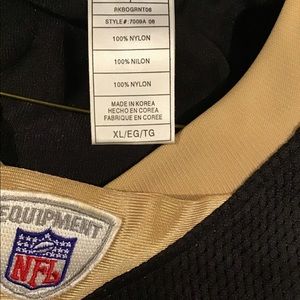 RKBOGRNT06
STYLE#:7009A 08
100% NYLON
100% NILON
100% NYLON
MADE IN KOREA
HECHO EN COREA
FABRIQUE EN CORÉE
XL/EG/TG
EQUIPMENT
NFL